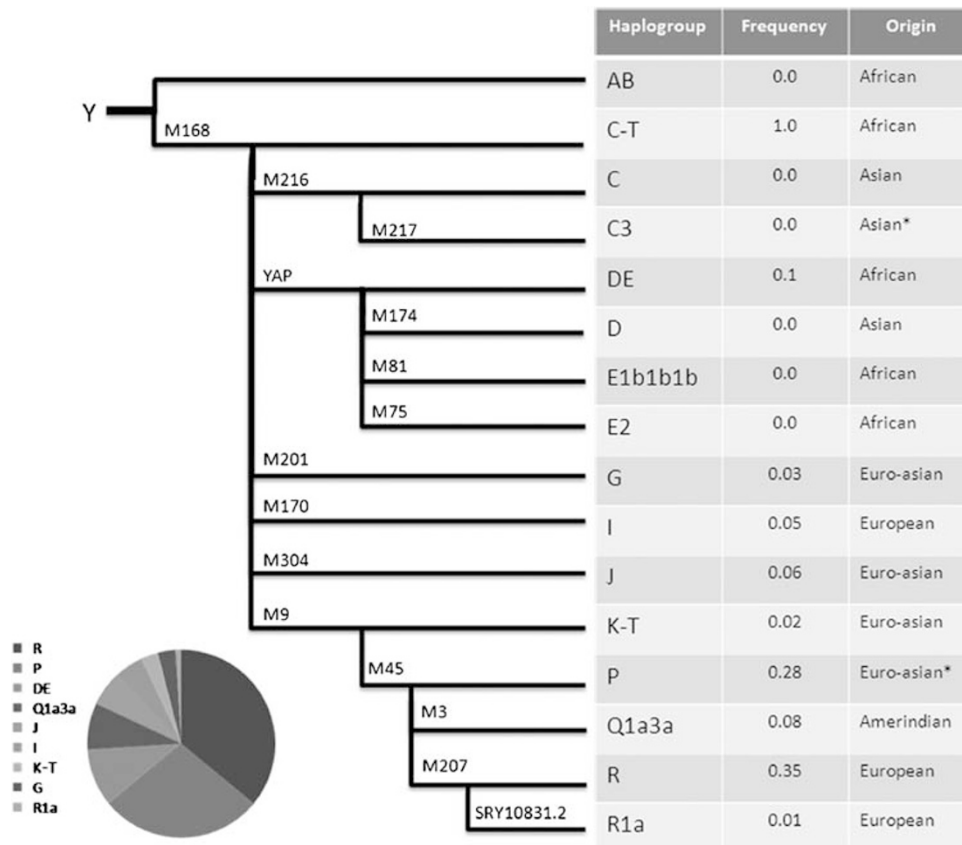 Haplogroup Frequency Origin
AB 0.0 African
Y
M168
C-T 1.0 African
M216
C 0.0 Asian
M217
C3 0.0 Asian*
YAP
DE 0.1 African
M174
D 0.0 Asian
M81
E1b1b1b 0.0 African
M75
E2 0.0 African
M201
G 0.03 Euro-asian
M170
I 0.05 European
M304
J 0.06 Euro-asian
M9
K-T 0.02 Euro-asian
M45
P 0.28 Euro-asian*
M3
Q1a3a 0.08 Amerindian
M207
R 0.35 European
SRY10831.2
R1a 0.01 European
R
P
DE
Q1a3a
J
I
K-T
G
R1a